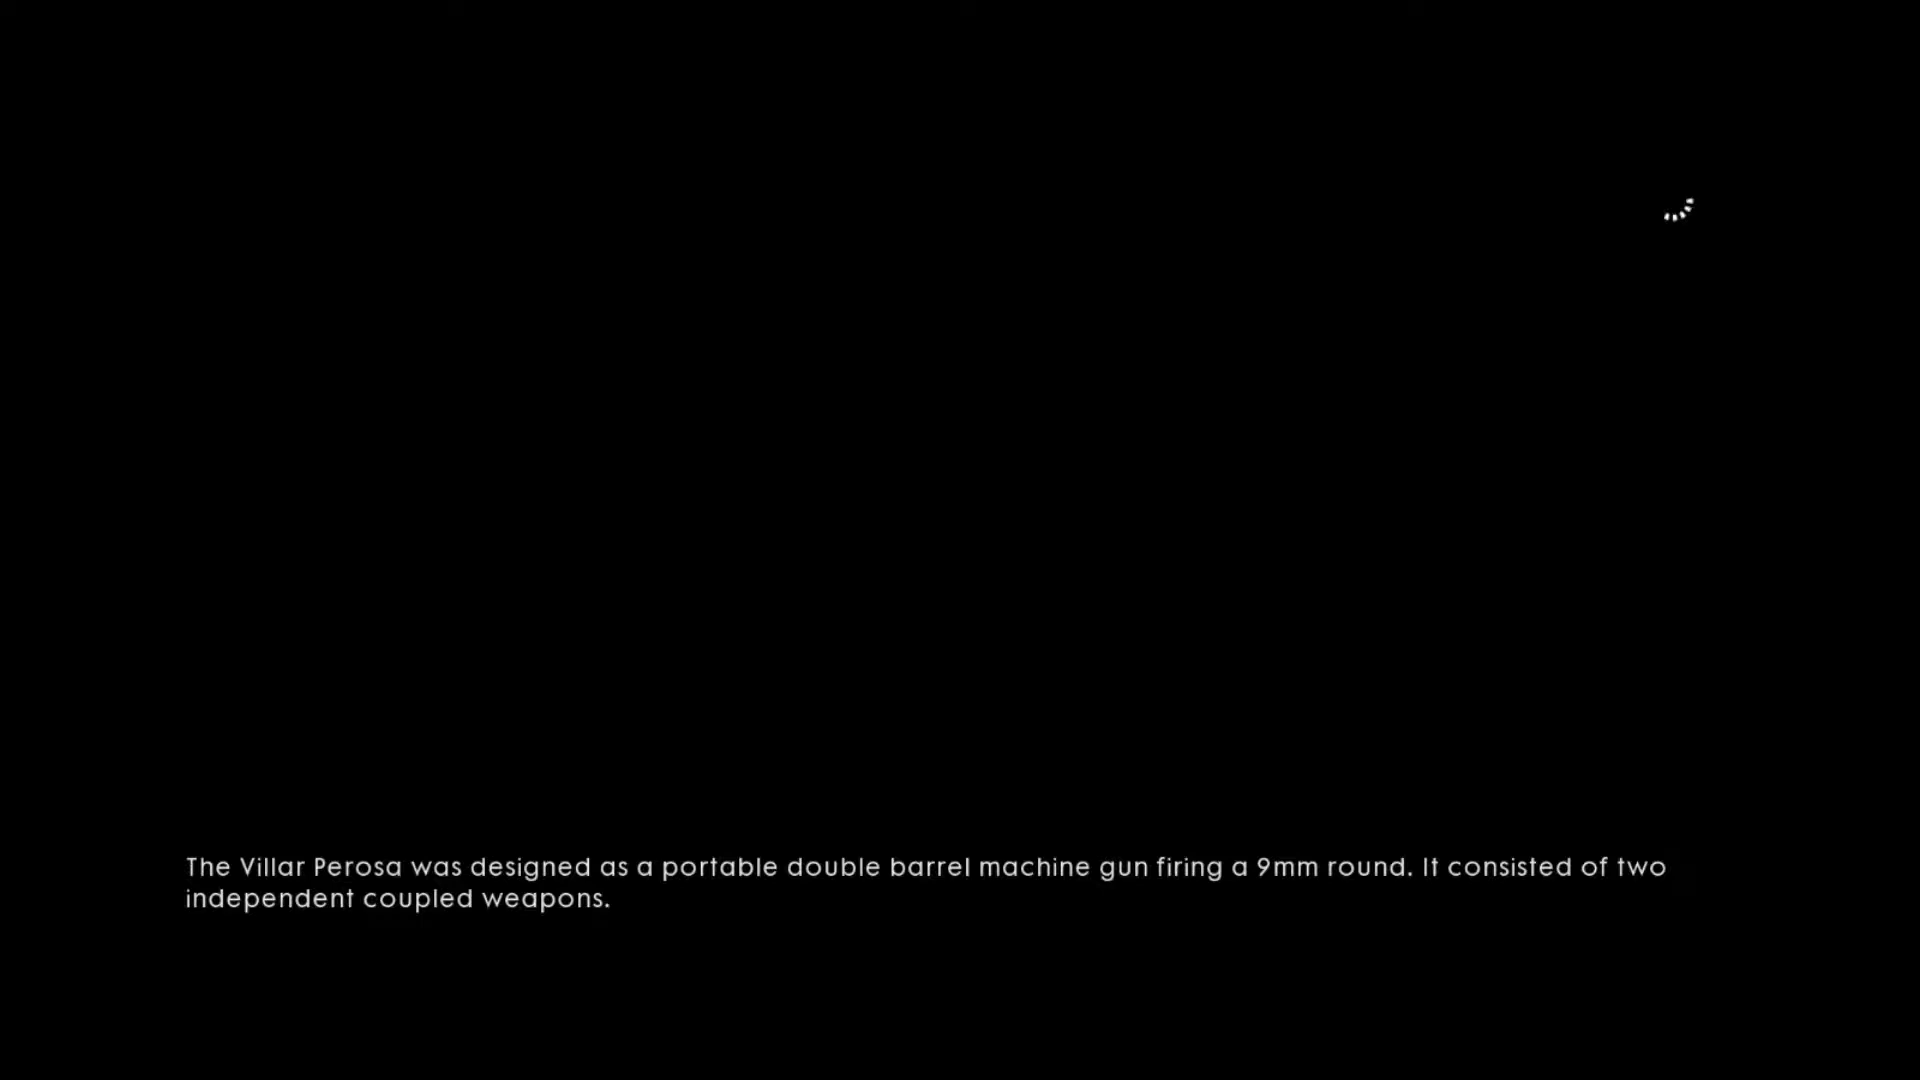 The Villar Perosa was designed as a portable double barrel machine gun firing a 9mm round. It consisted of two
independent coupled weapons.